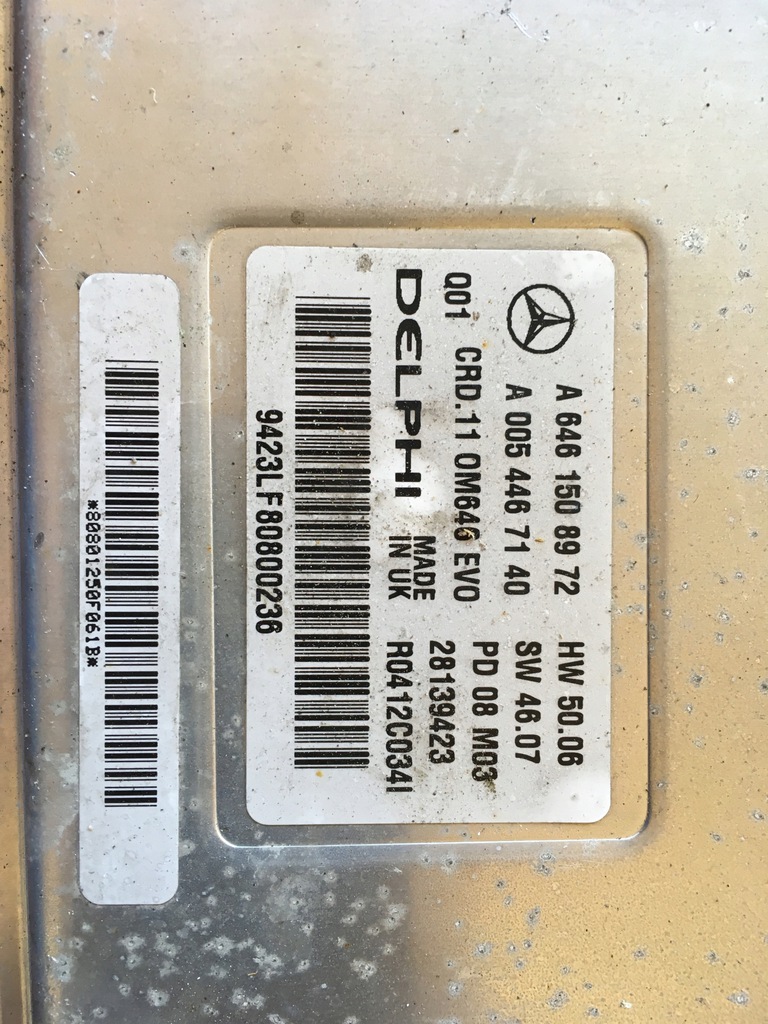 A 646 150 89 72 HW 50.06
A 005 446 71 40 SW 46.07
Q01 CRD.11 OM646 EVO PD 08 M03
DELPHI MADE IN UK 28139423
R0412C034I
9423LF80800236
*80801250F061B*